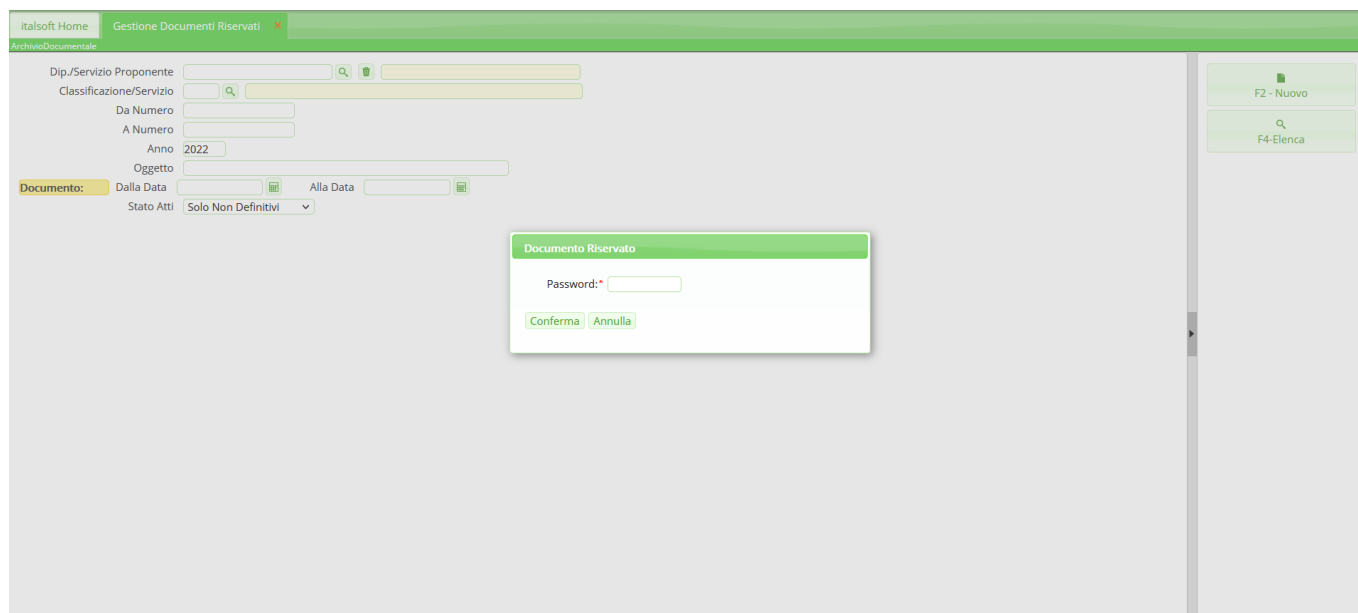 italsoft Home Gestione Documenti Riservati ×
ArchivioDocumentale
Dip./Servizio Proponente
Classificazione/Servizio
Da Numero
A Numero
Anno 2022
Oggetto
Documento: Dalla Data Alla Data
Stato Atti Solo Non Definitivi
Documento Riservato
Password:*
Conferma Annulla
F2 - Nuovo
F4-Elenca